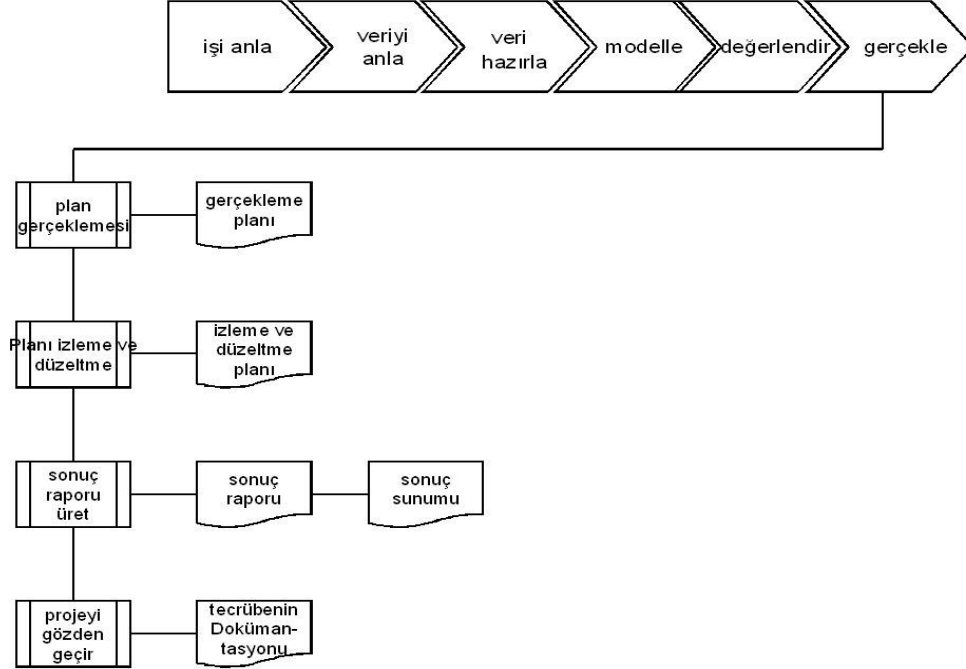 işi anla
veriyi
anla
veri
hazırla
modelle
değerlendir
gerçekle
plan
gerçeklemesi
gerçekleme
planı
Planı izleme ve
düzeltme
izleme ve
düzeltme
planı
sonuç
raporu
üret
sonuç
raporu
sonuç
sunumu
projeyi
gözden
geçir
tecrübenin
Doküman-
tasyonu